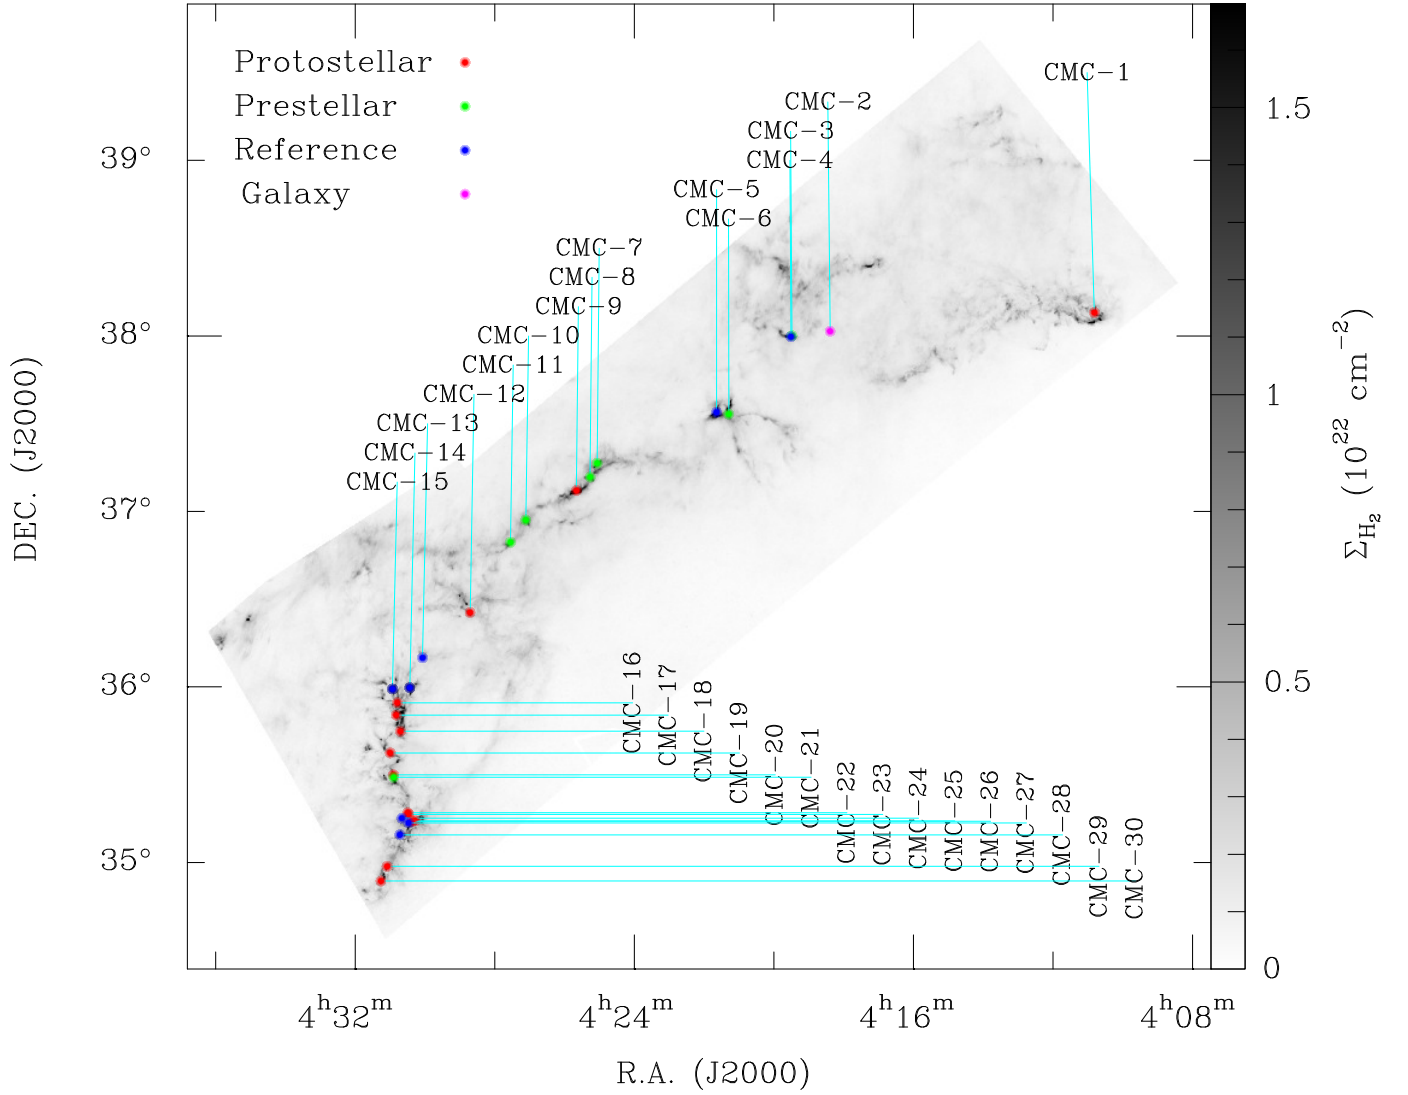 Protostellar
Prestellar
Reference
Galaxy
CMC-1
CMC-2
CMC-3
CMC-4
CMC-5
CMC-6
CMC-7
CMC-8
CMC-9
CMC-10
CMC-11
CMC-12
CMC-13
CMC-14
CMC-15
CMC-16
CMC-17
CMC-18
CMC-19
CMC-20
CMC-21
CMC-22
CMC-23
CMC-24
CMC-25
CMC-26
CMC-27
CMC-28
CMC-29
CMC-30
39°
38°
37°
36°
35°
DEC. (J2000)
4ʰ32ᵐ
4ʰ24ᵐ
4ʰ16ᵐ
4ʰ08ᵐ
R.A. (J2000)
1.5
1
0.5
0
Σ_H₂ (10²² cm⁻²)